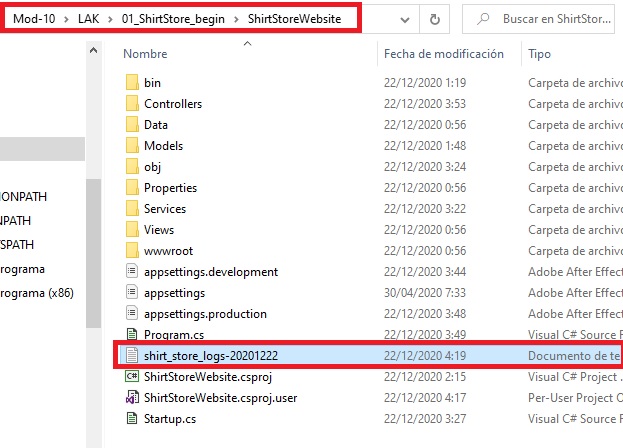 Mod-10 > LAK > 01_ShirtStore_begin > ShirtStoreWebsite
Buscar en ShirtStor...
Nombre Fecha de modificación Tipo
bin 22/12/2020 1:19 Carpeta de archivo
Controllers 22/12/2020 3:53 Carpeta de archivo
Data 22/12/2020 0:56 Carpeta de archivo
Models 22/12/2020 1:48 Carpeta de archivo
obj 22/12/2020 3:24 Carpeta de archivo
Properties 22/12/2020 0:56 Carpeta de archivo
Services 22/12/2020 3:22 Carpeta de archivo
Views 22/12/2020 0:56 Carpeta de archivo
wwwroot 22/12/2020 0:56 Carpeta de archivo
appsettings.development 22/12/2020 3:44 Adobe After Effect
appsettings 30/04/2020 7:33 Adobe After Effect
appsettings.production 22/12/2020 3:48 Adobe After Effect
Program.cs 22/12/2020 3:49 Visual C# Source F
shirt_store_logs-20201222 22/12/2020 4:19 Documento de te
C# ShirtStoreWebsite.csproj 22/12/2020 2:15 Visual C# Project .
ShirtStoreWebsite.csproj.user 22/12/2020 4:17 Per-User Project O
Startup.cs 22/12/2020 3:27 Visual C# Source F
IONPATH
NPATH
'SPATH
rograma
rograma (x86)